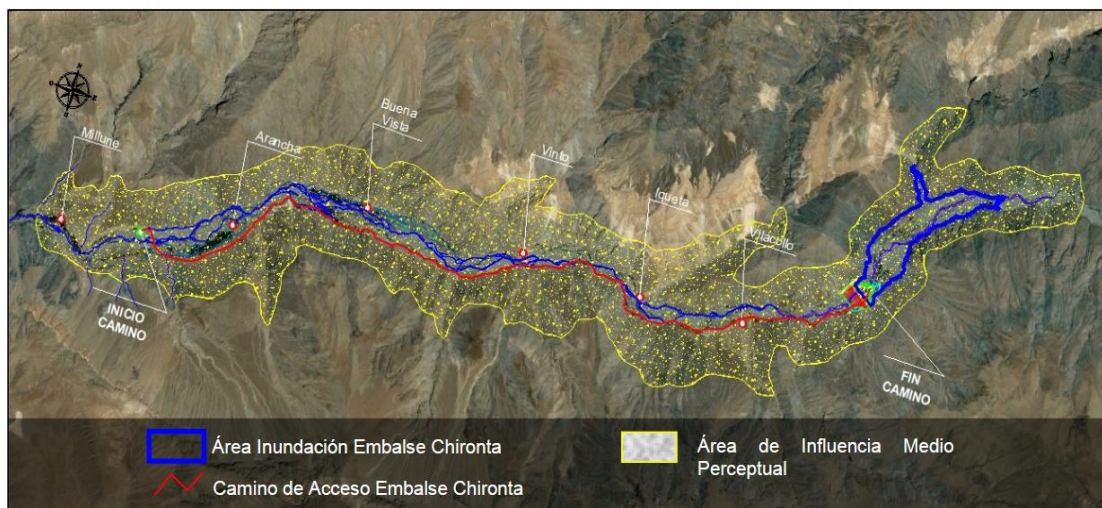 Millune
Arancha
Buena
Vista
Vinto
Iqueta
Vilacollo
INICIO
CAMINO
FIN
CAMINO
Área Inundación Embalse Chironta
Camino de Acceso Embalse Chironta
Área de Influencia Medio
Perceptual